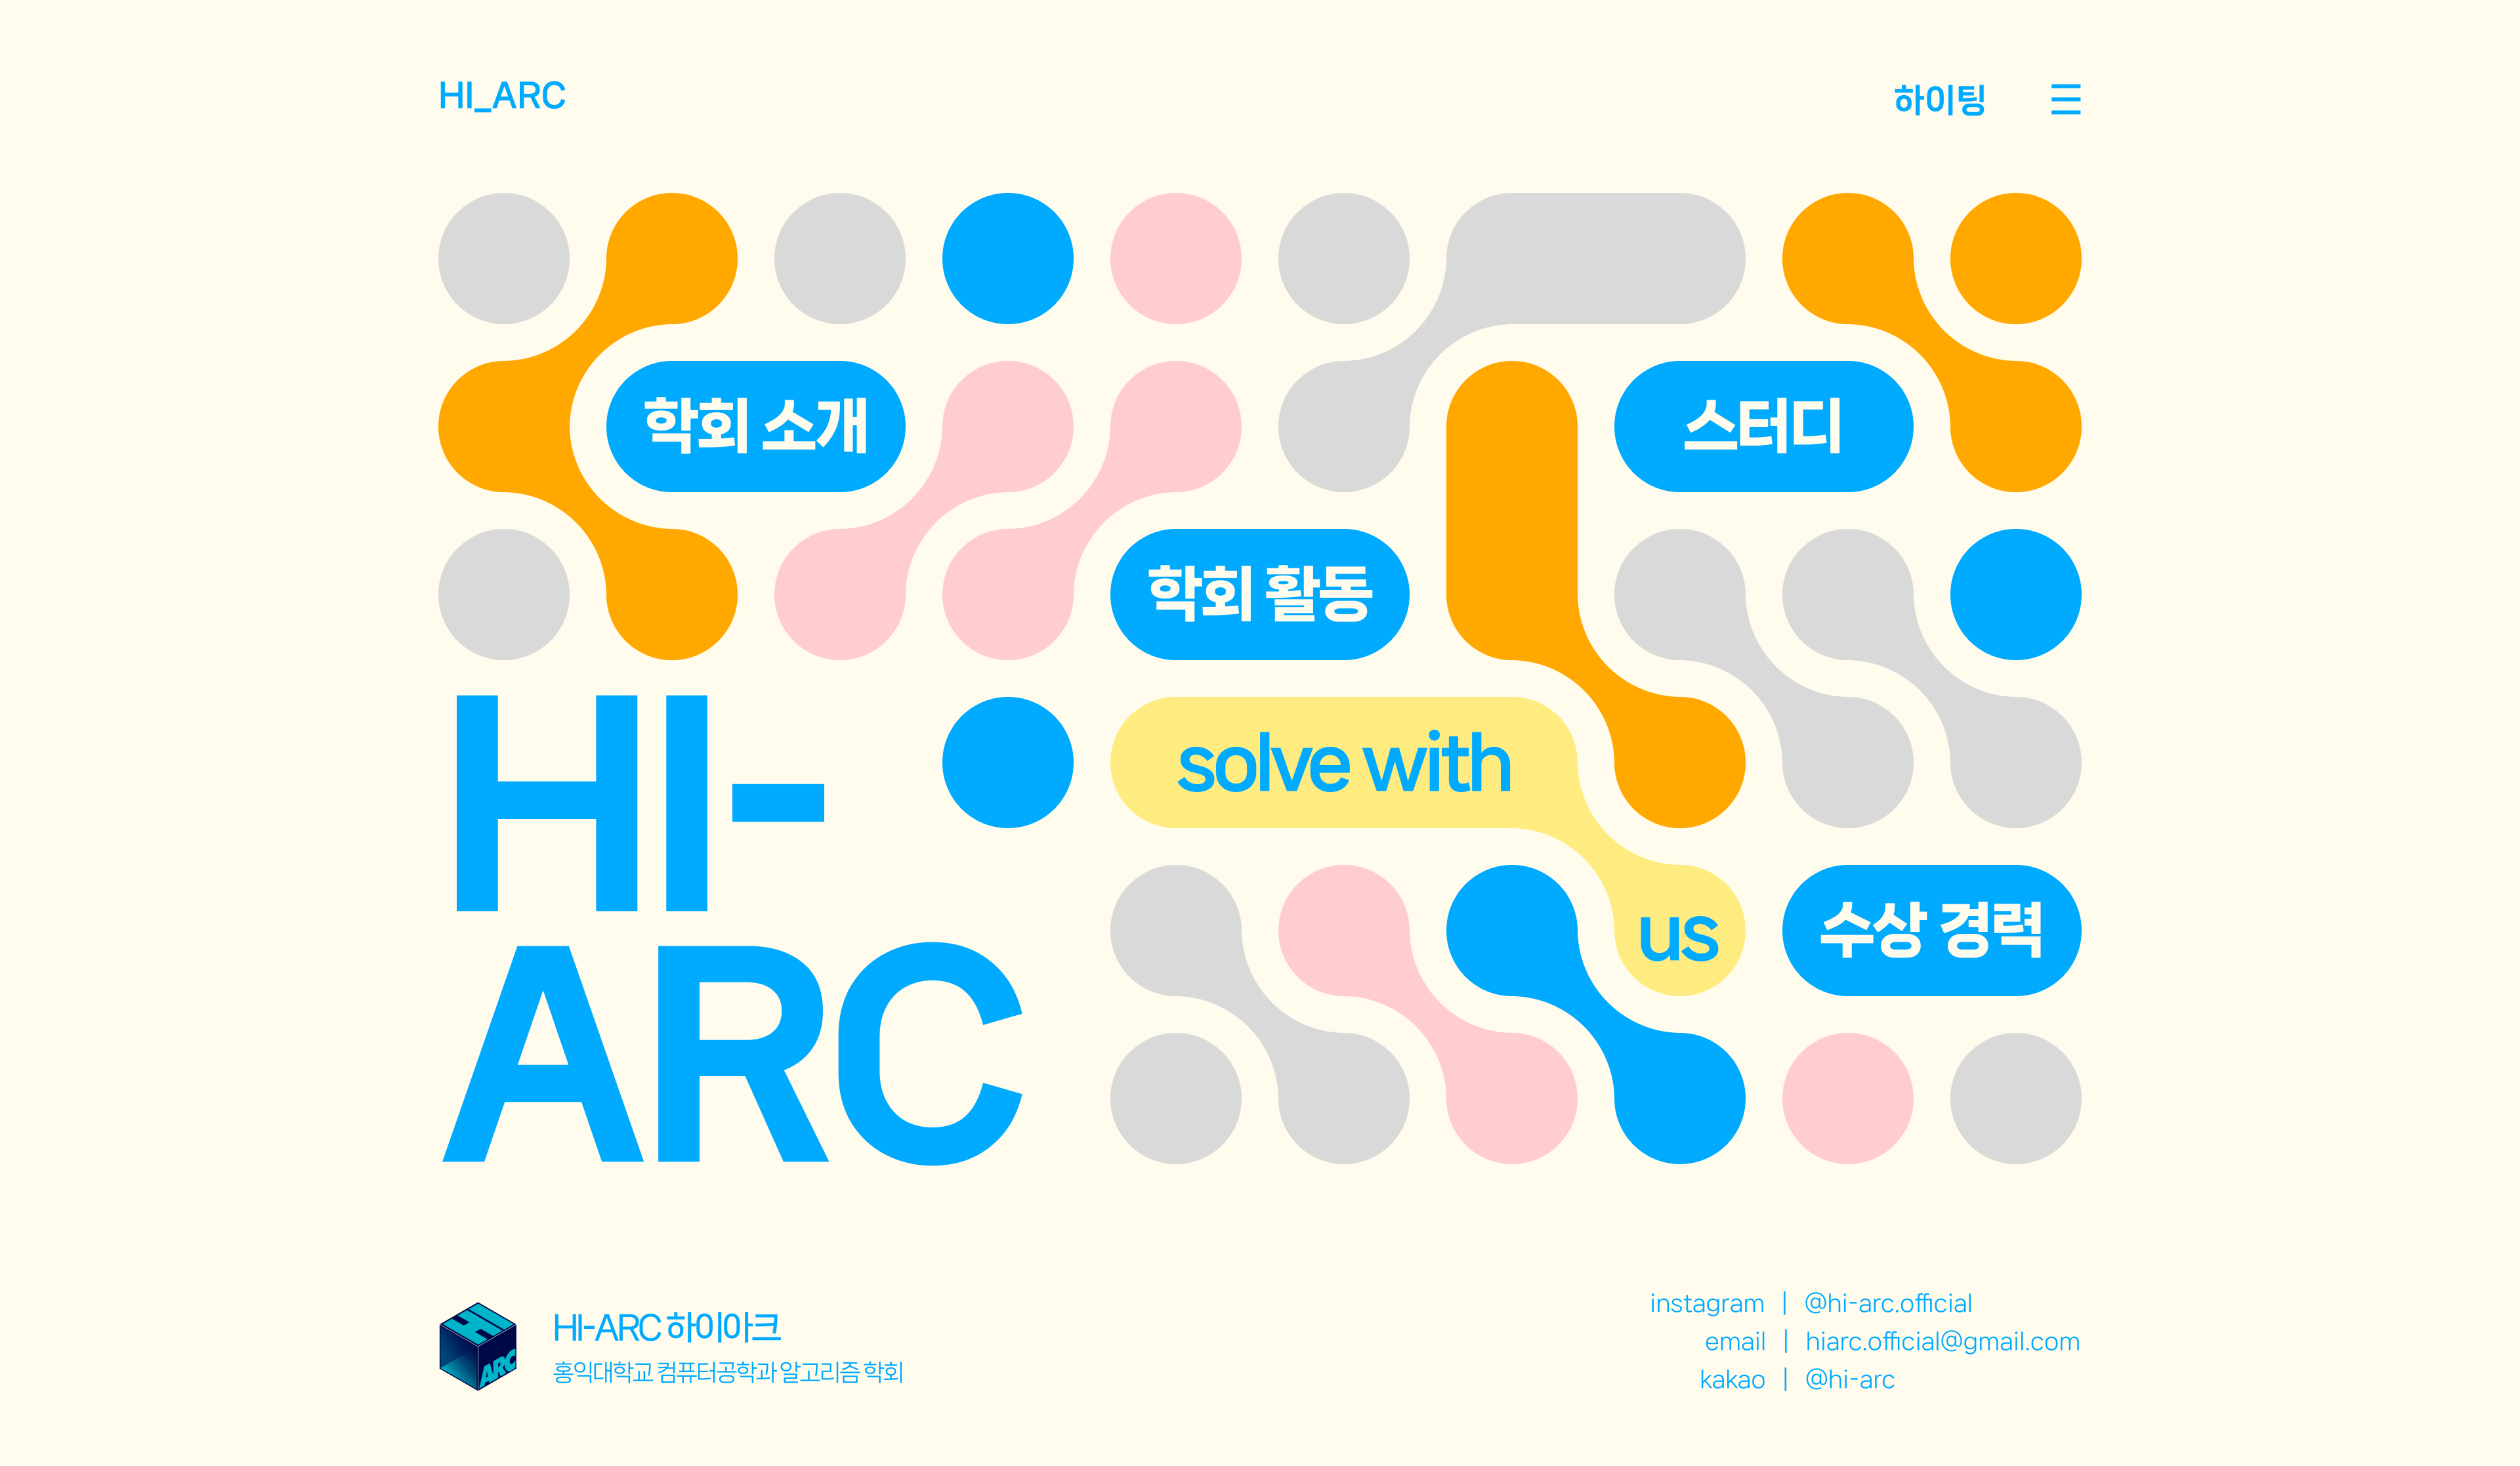 HI_ARC
하이팅
학회 소개
스테디
학회 활동
HI-
ARC
solve with
us
수상 경력
HI ARC
HI-ARC 하이아크
홍익대학교 컴퓨터공학과 알고리즘 학회
instagram | @hi-arc.official
email | hiarc.official@gmail.com
kakao | @hi-arc